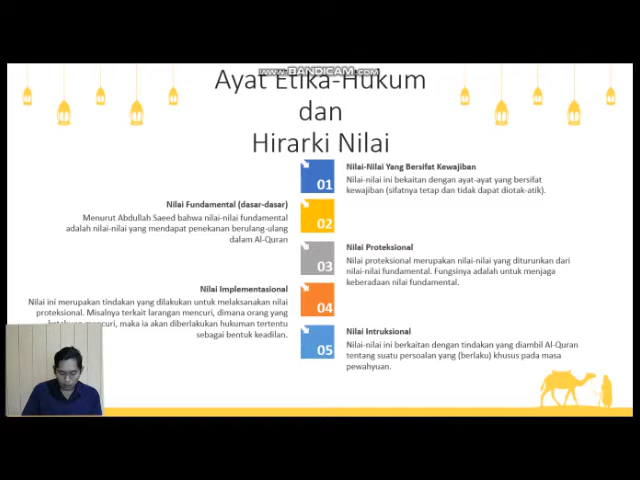 www.BANDICAM.com
Ayat Etika-Hukum
dan
Hirarki Nilai
01
Nilai-Nilai Yang Bersifat Kewajiban
Nilai-nilai ini bekaitan dengan ayat-ayat yang bersifat
kewajiban (sifatnya tetap dan tidak dapat diotak-atik).
Nilai Fundamental (dasar-dasar)
Menurut Abdullah Saeed bahwa nilai-nilai fundamental
adalah nilai-nilai yang mendapat penekanan berulang-ulang
dalam Al-Quran
02
03
Nilai Proteksional
Nilai proteksional merupakan nilai-nilai yang diturunkan dari
nilai-nilai fundamental. Fungsinya adalah untuk menjaga
keberadaan nilai fundamental.
Nilai Implementasional
Nilai ini merupakan tindakan yang dilakukan untuk melaksanakan nilai
proteksional. Misalnya terkait larangan mencuri, dimana orang yang
mencuri, maka ia akan diberlakukan hukuman tertentu
sebagai bentuk keadilan.
04
05
Nilai Intruksional
Nilai-nilai ini berkaitan dengan tindakan yang diambil Al-Quran
tentang suatu persoalan yang (berlaku) khusus pada masa
pewahyuan.